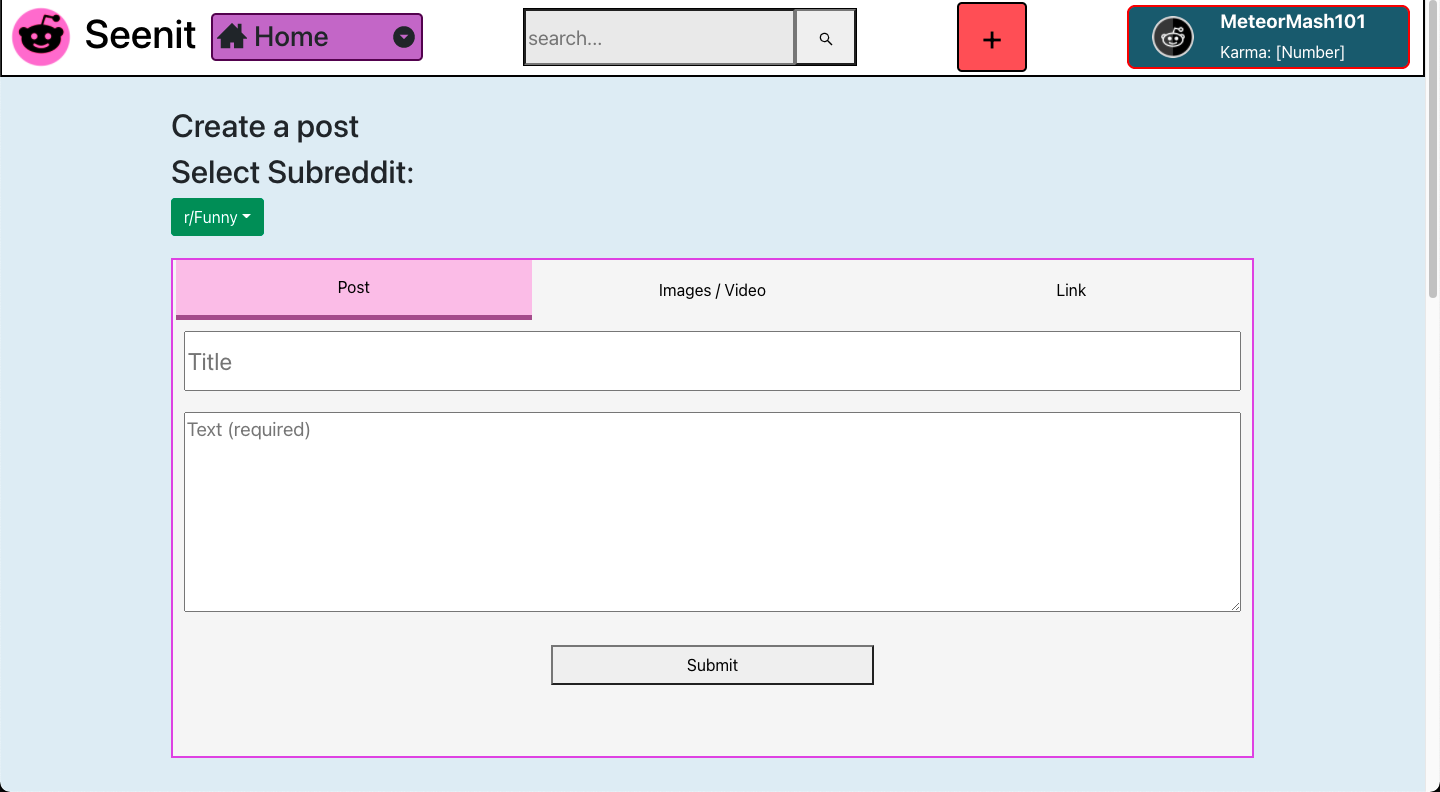 Seenit
Home
search...
+
MeteorMash101
Karma: [Number]
Create a post
Select Subreddit:
r/Funny
Post
Images / Video
Link
Title
Text (required)
Submit